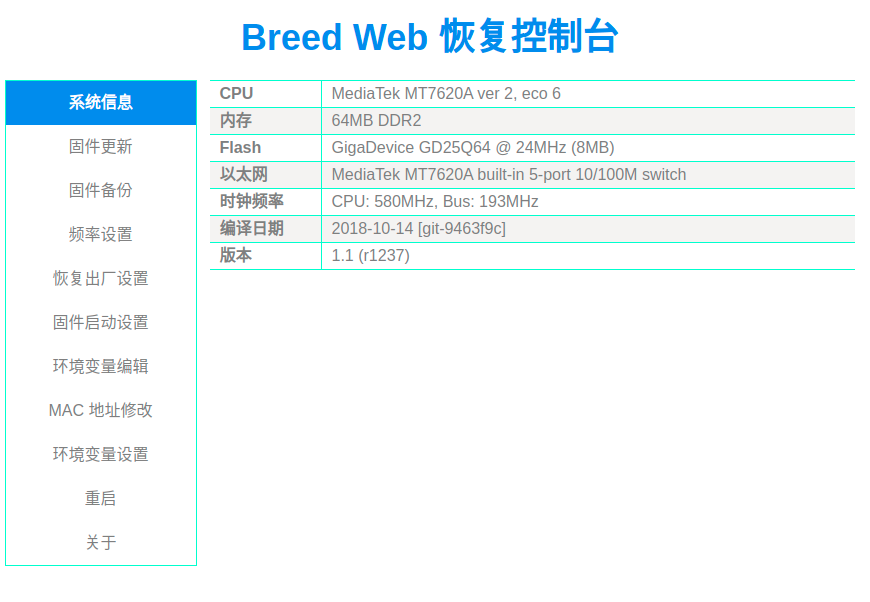 Breed Web 恢复控制台
系统信息
固件更新
固件备份
频率设置
恢复出厂设置
固件启动设置
环境变量编辑
MAC 地址修改
环境变量设置
重启
关于
CPU MediaTek MT7620A ver 2, eco 6
内存 64MB DDR2
Flash GigaDevice GD25Q64 @ 24MHz (8MB)
以太网 MediaTek MT7620A built-in 5-port 10/100M switch
时钟频率 CPU: 580MHz, Bus: 193MHz
编译日期 2018-10-14 [git-9463f9c]
版本 1.1 (r1237)